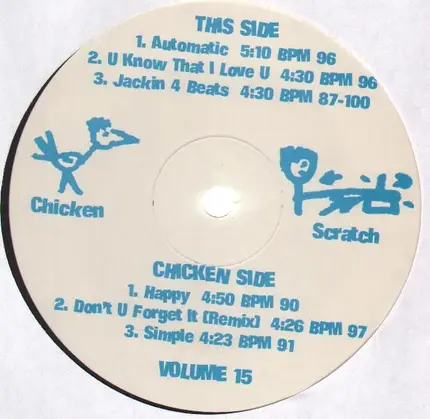 THIS SIDE
1. Automatic 5:10 BPM 96
2. U Know That I Love U 4:30 BPM 96
3. Jackin 4 Beats 4:30 BPM 87-100
Chicken
Scratch
CHICKEN SIDE
1. Happy 4:50 BPM 90
2. Don't U Forget It (Remix) 4:26 BPM 97
3. Simple 4:23 BPM 91
VOLUME 15